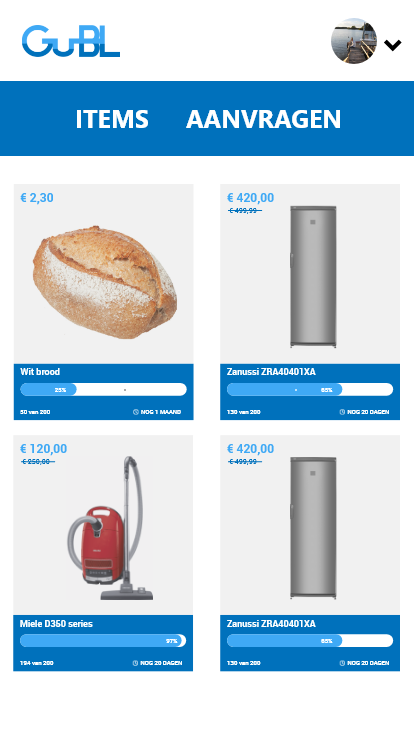 GUBL
ITEMS AANVRAGEN
€ 2,30
Wit brood
25%
50 van 200 NOG 1 MAAND
€ 420,00
€ 499,99
Zanussi ZRA40401XA
65%
130 van 200 NOG 20 DAGEN
€ 120,00
€ 250,00
Miele D350 series
97%
194 van 200 NOG 20 DAGEN
€ 420,00
€ 499,99
Zanussi ZRA40401XA
65%
130 van 200 NOG 20 DAGEN